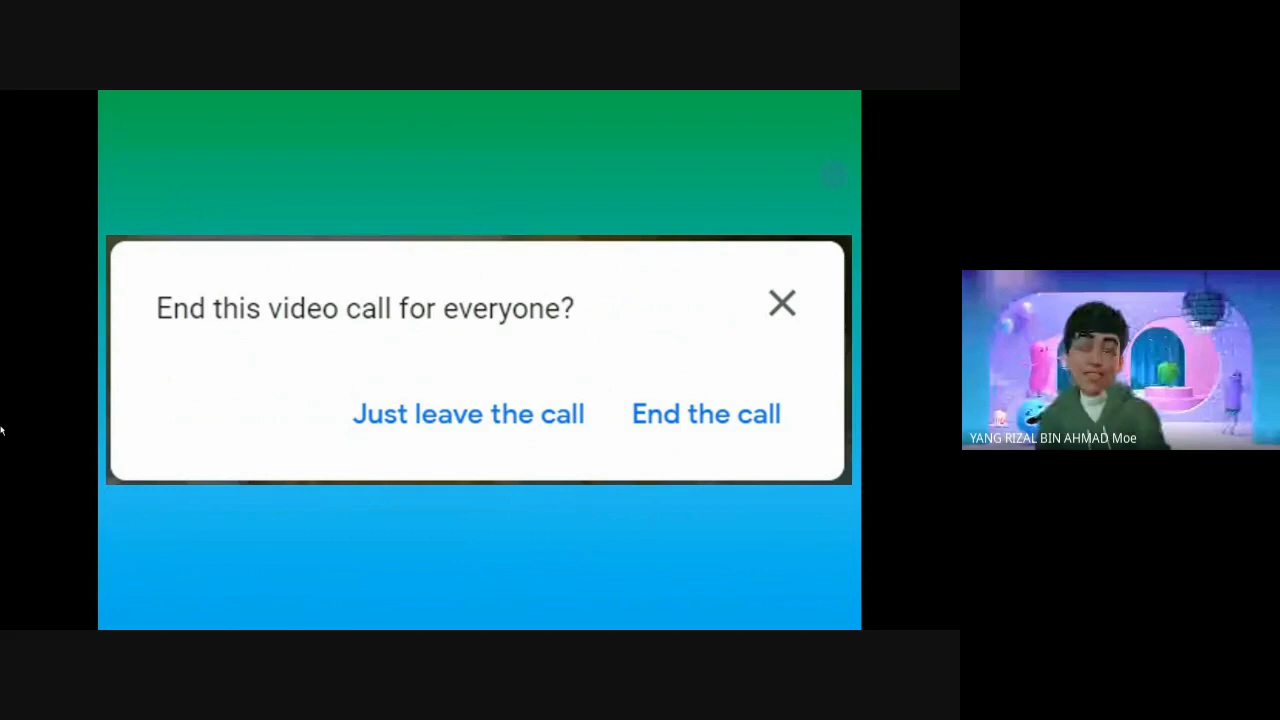 End this video call for everyone?
Just leave the call End the call
YANG RIZAL BIN AHMAD Moe